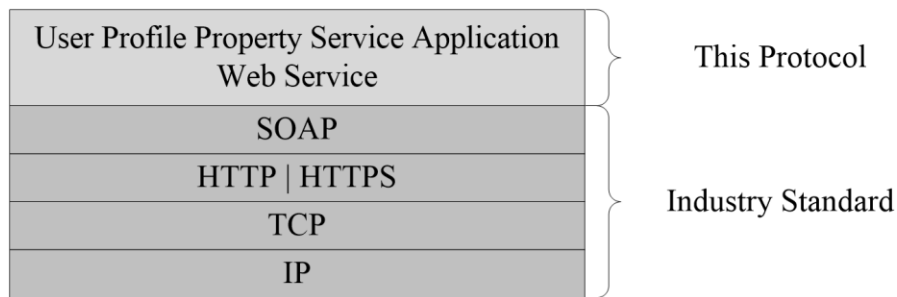 User Profile Property Service Application
Web Service
This Protocol
SOAP
HTTP | HTTPS
TCP
IP
Industry Standard